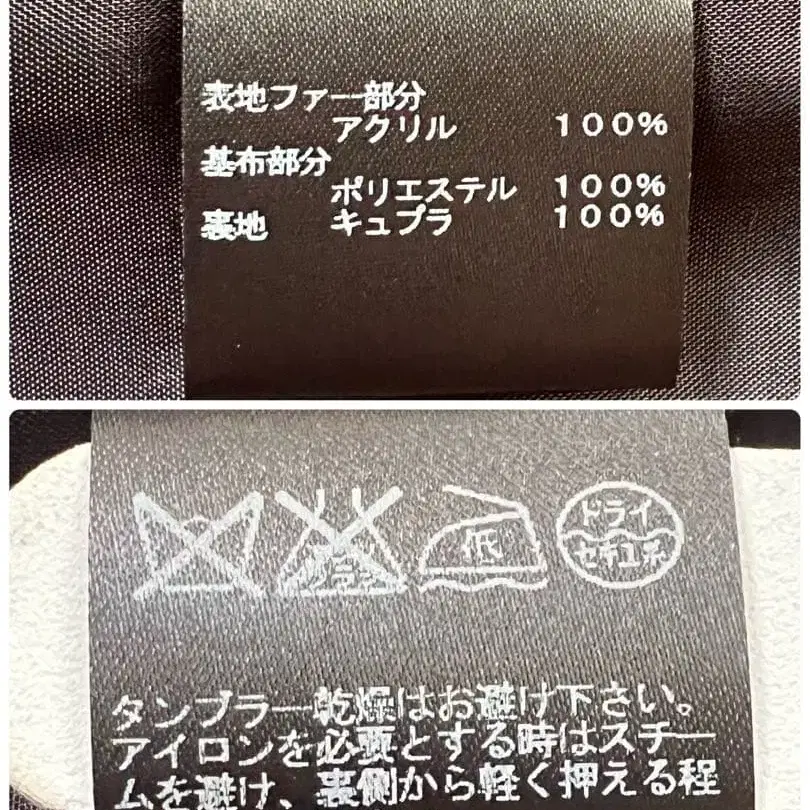 表地ファー部分
アクリル 100%
基布部分
ポリエステル 100%
裏地 キュプラ 100%
低
ドライ
セキユ系
タンブラー乾燥はお避け下さい。
アイロンを必要とする時はスチー
ムを避け、裏側から軽く押える程